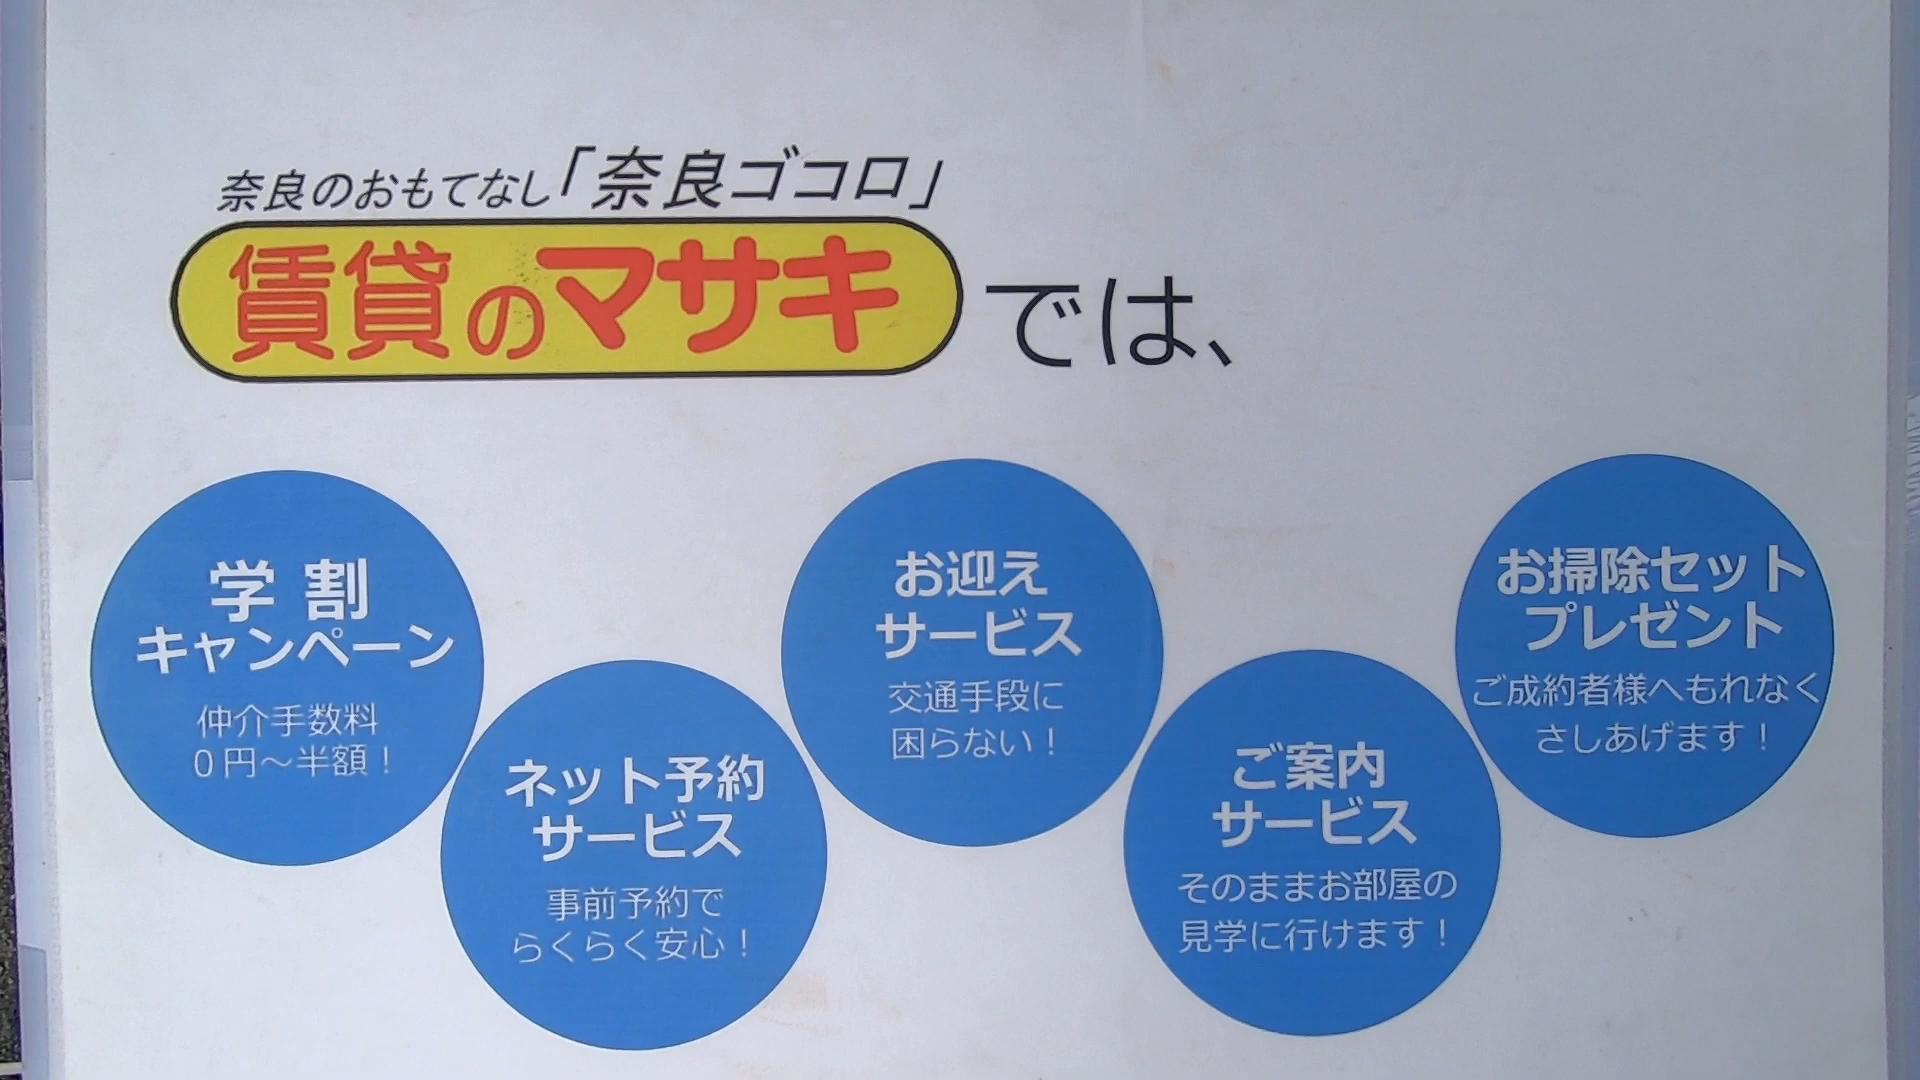 奈良のおもてなし「奈良ゴコロ」
賃貸のマサキでは、
学割
キャンペーン
仲介手数料
0円～半額！
ネット予約
サービス
事前予約で
らくらく安心！
お迎え
サービス
交通手段に
困らない！
ご案内
サービス
そのままお部屋の
見学に行けます！
お掃除セット
プレゼント
ご成約者様へもれなく
さしあげます！